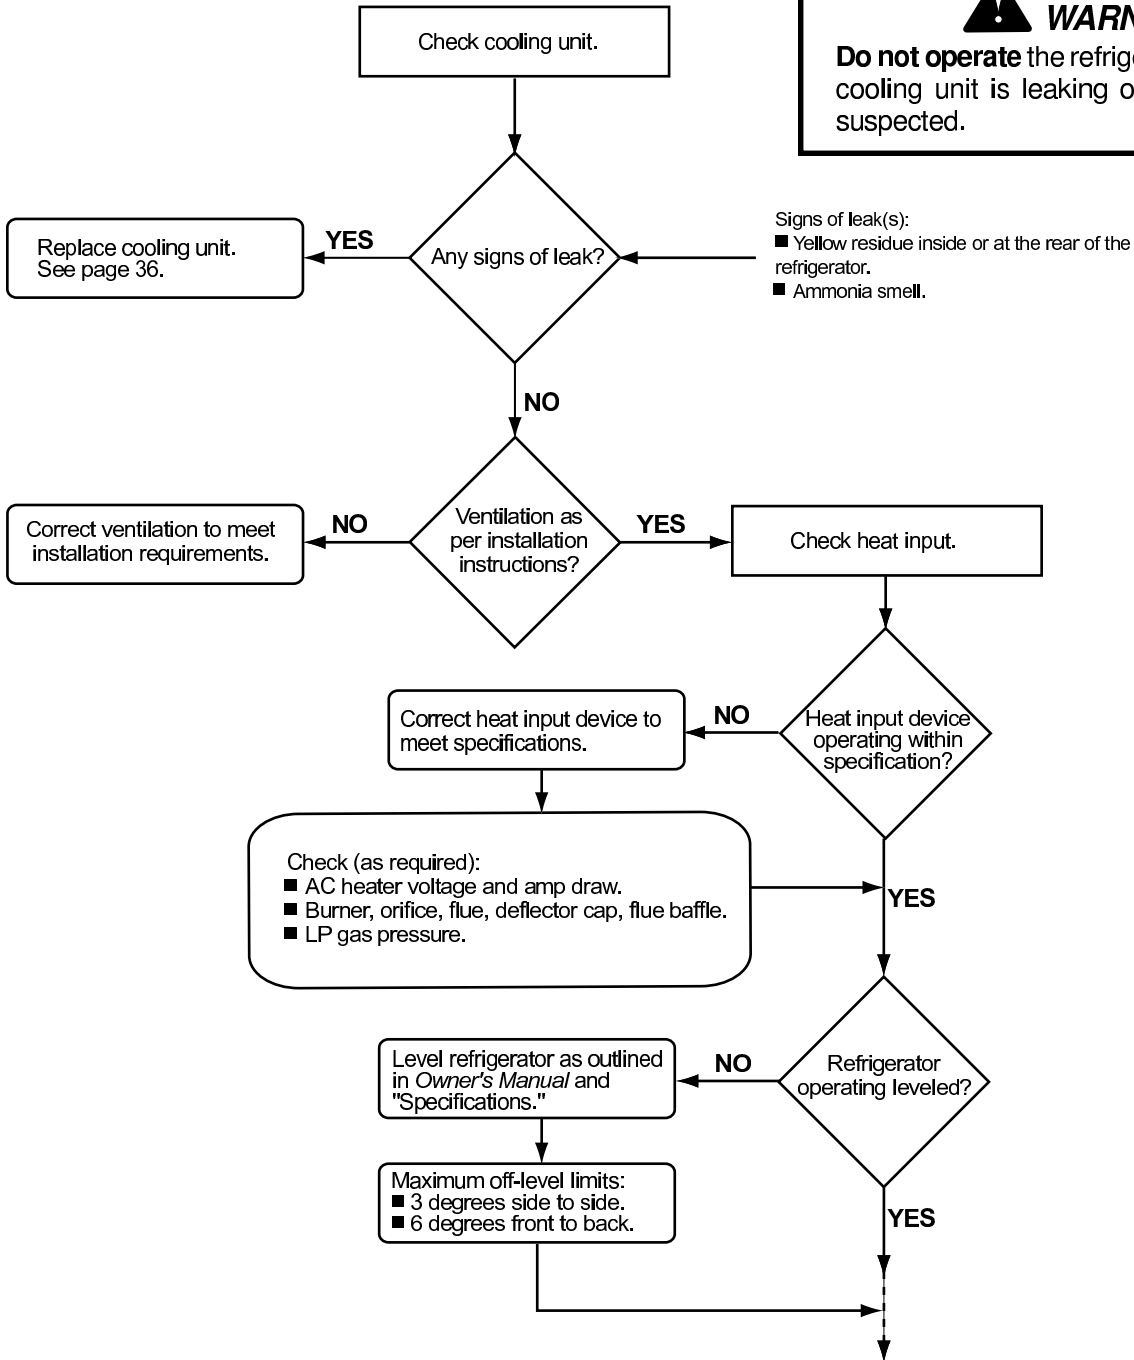 Check cooling unit.
WARN
Do not operate the refrige
cooling unit is leaking o
suspected.
Signs of leak(s):
■ Yellow residue inside or at the rear of the
refrigerator.
■ Ammonia smell.
Any signs of leak?
YES
Replace cooling unit.
See page 36.
NO
Ventilation as
per installation
instructions?
NO
Correct ventilation to meet
installation requirements.
YES
Check heat input.
Heat input device
operating within
specification?
NO
Correct heat input device to
meet specifications.
Check (as required):
■ AC heater voltage and amp draw.
■ Burner, orifice, flue, deflector cap, flue baffle.
■ LP gas pressure.
YES
Refrigerator
operating leveled?
NO
Level refrigerator as outlined
in Owner's Manual and
"Specifications."
Maximum off-level limits:
■ 3 degrees side to side.
■ 6 degrees front to back.
YES